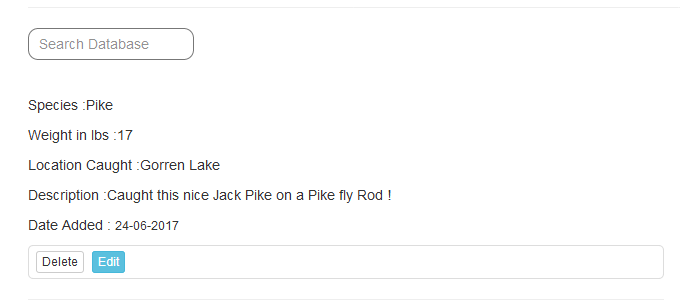 Search Database
Species :Pike
Weight in lbs :17
Location Caught :Gorren Lake
Description :Caught this nice Jack Pike on a Pike fly Rod !
Date Added : 24-06-2017
Delete Edit